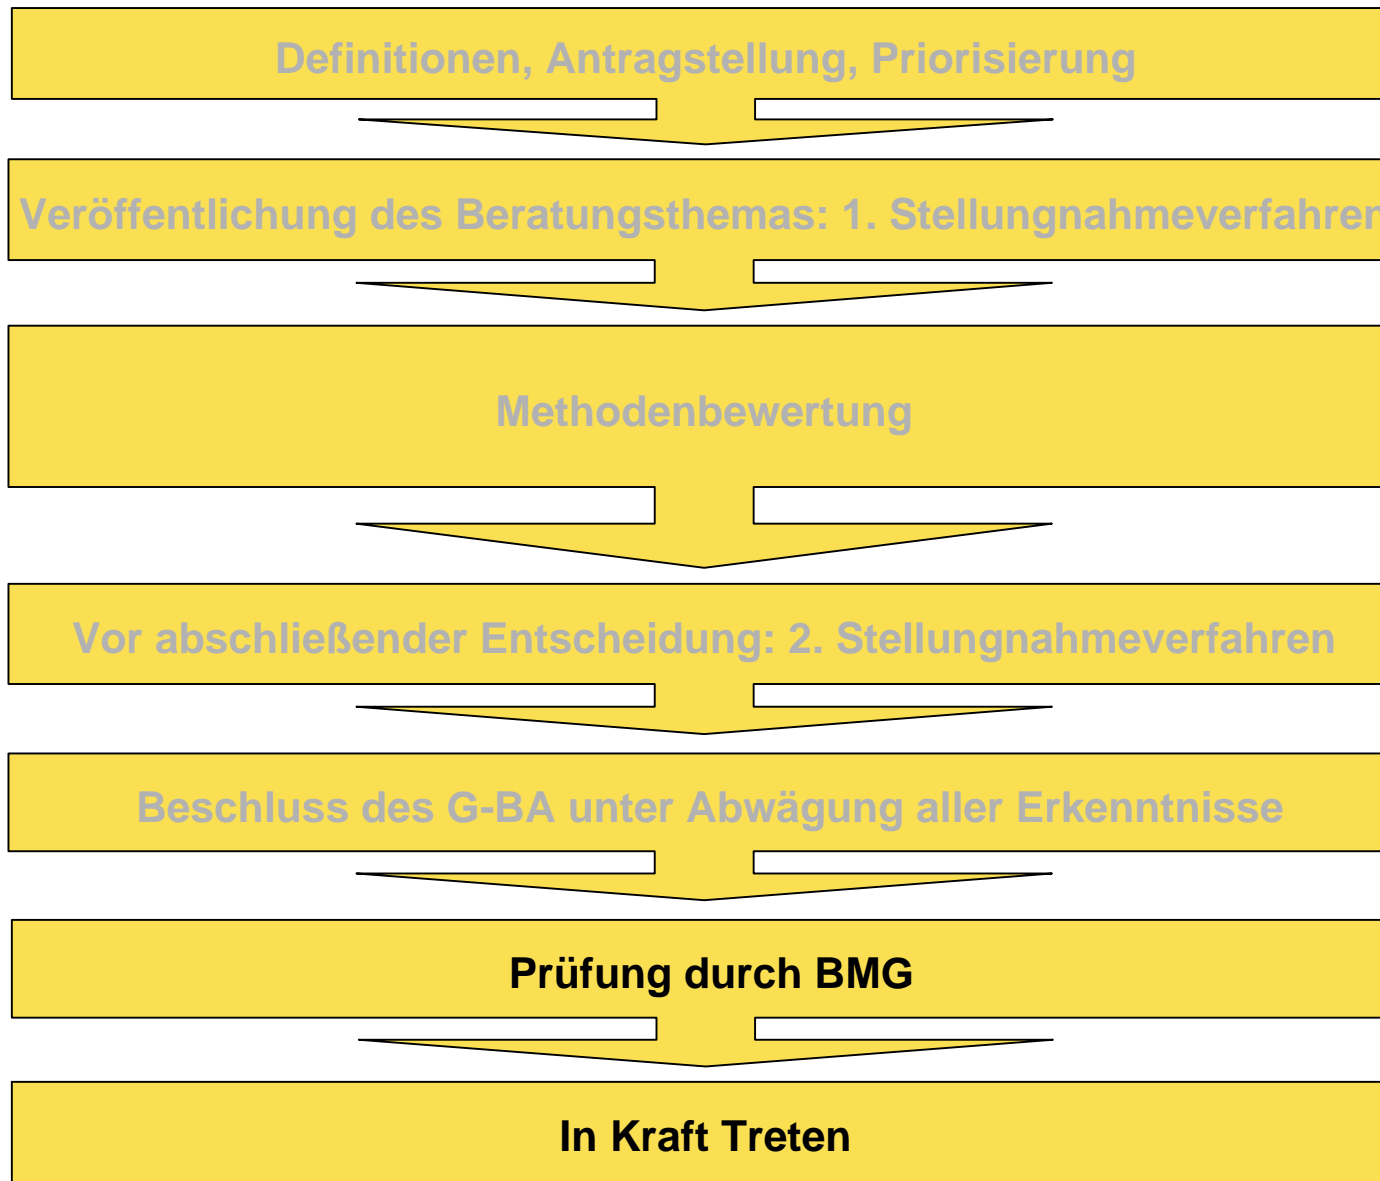 Definitionen, Antragstellung, Priorisierung
Veröffentlichung des Beratungsthemas: 1. Stellungnahmeverfahren
Methodenbewertung
Vor abschließender Entscheidung: 2. Stellungnahmeverfahren
Beschluss des G-BA unter Abwägung aller Erkenntnisse
Prüfung durch BMG
In Kraft Treten